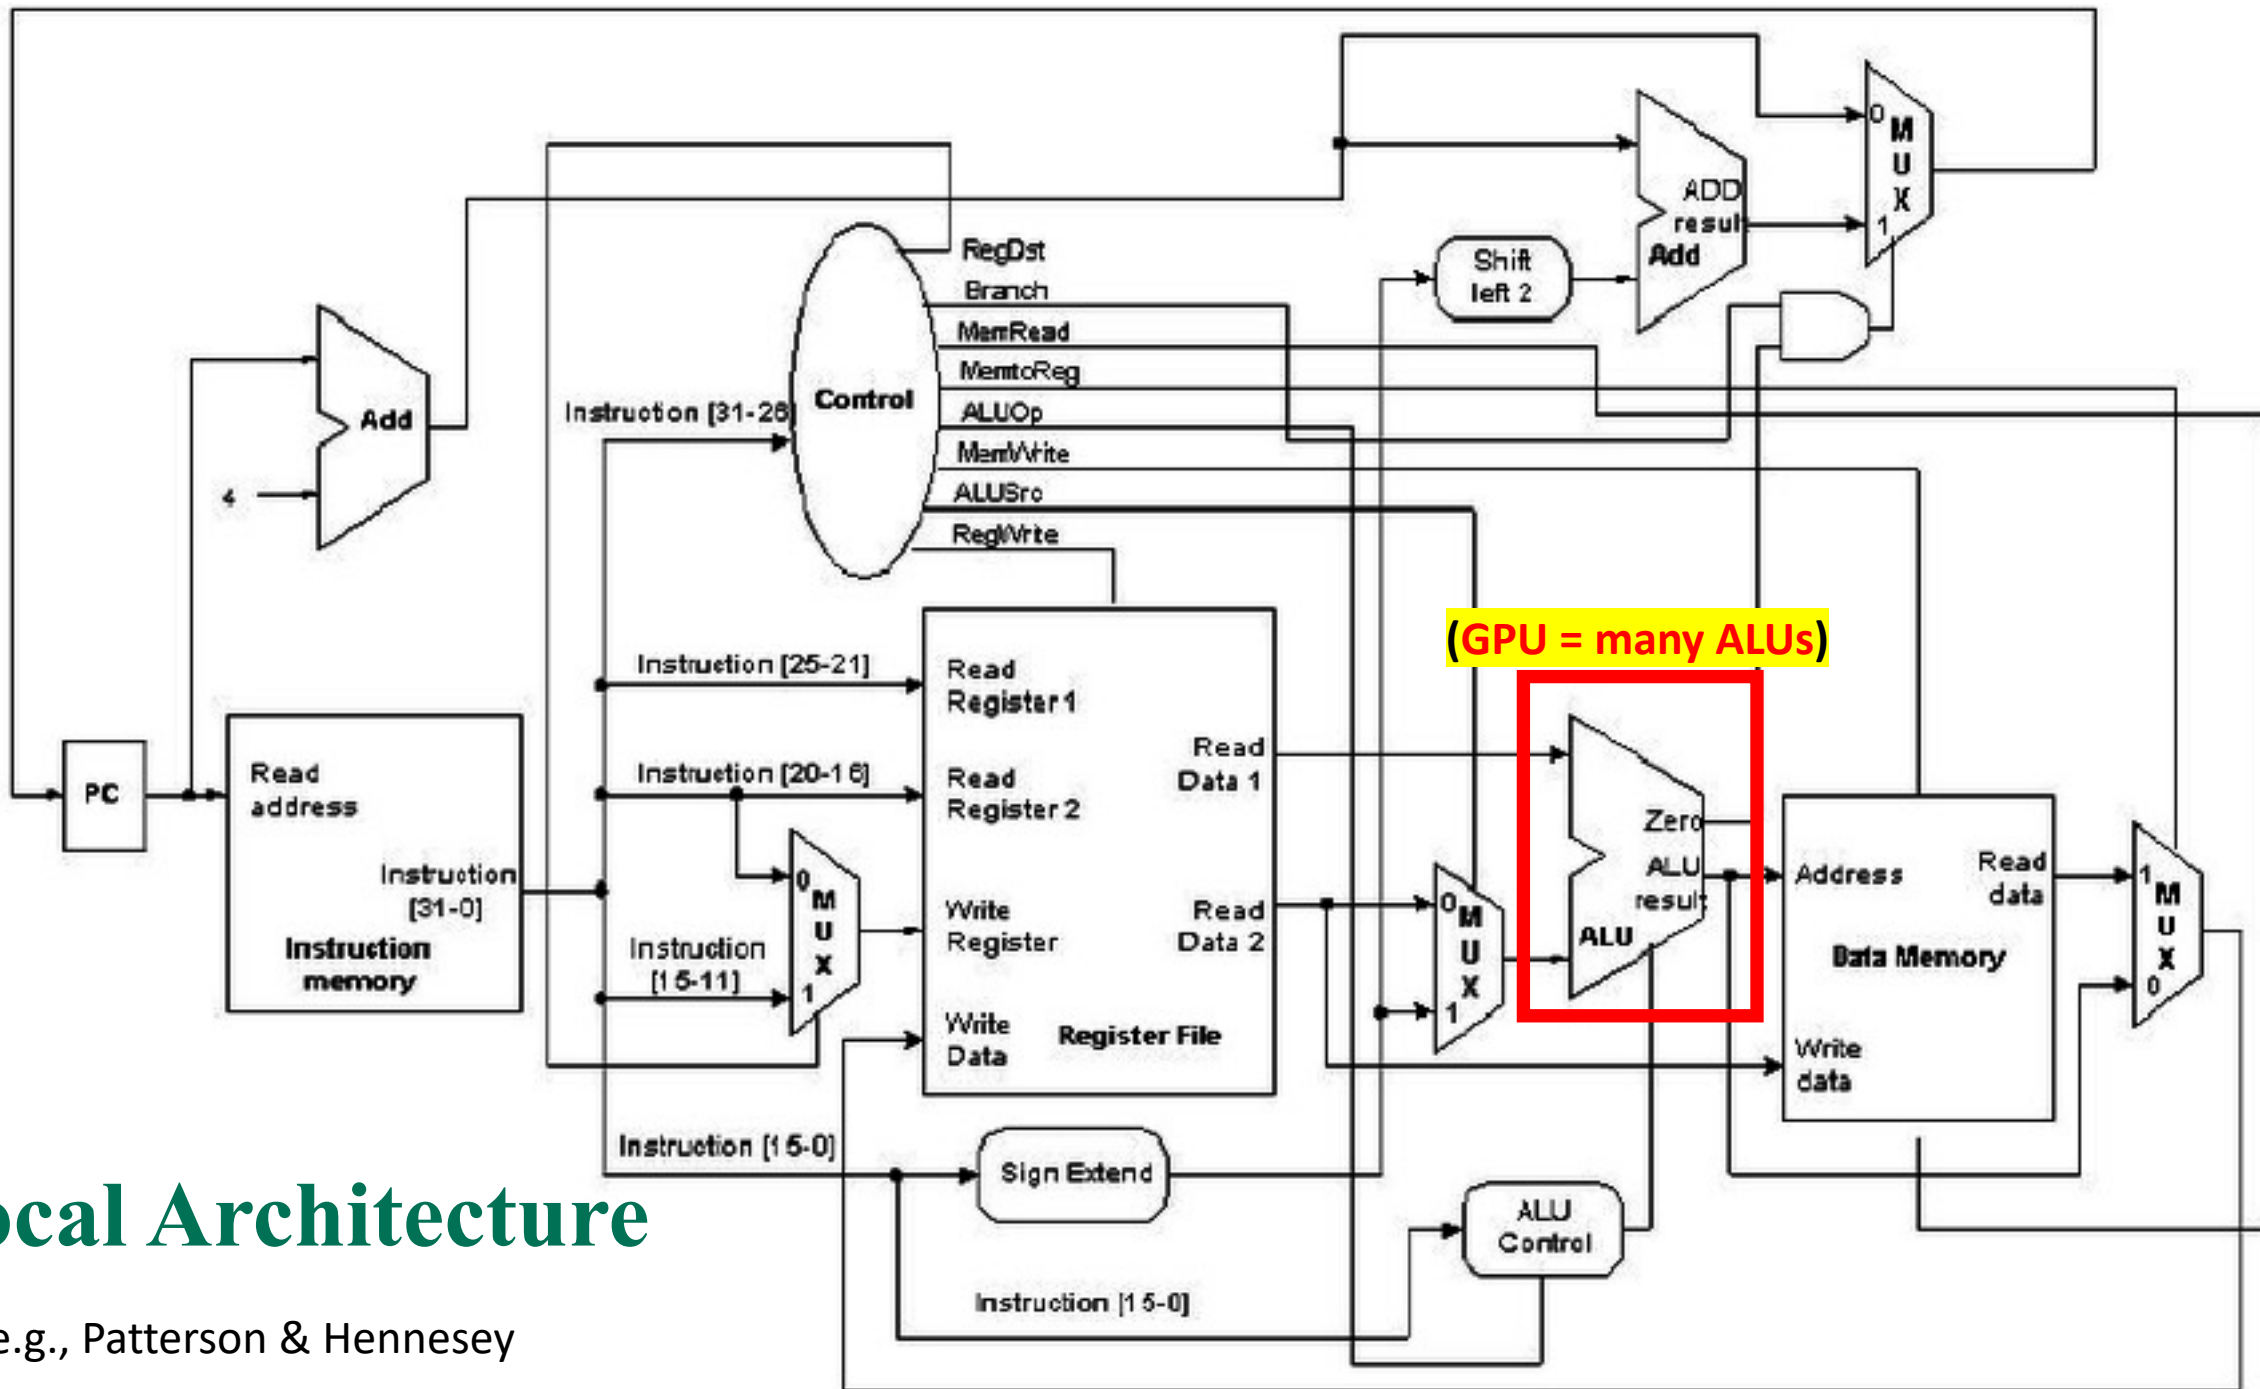 ADD
result
Add
0
M
U
X
1
Shift
left 2
RegDst
Branch
MemRead
MemtoReg
ALUOp
MemWrite
ALUSrc
RegWrite
Control
Instruction [31-26]
Add
4
(GPU = many ALUs)
PC
Read
address
Instruction
[31-0]
Instruction
memory
Instruction [25-21]
Instruction [20-16]
Instruction
[15-11]
0
M
U
X
1
Read
Register 1
Read
Register 2
Write
Register
Write
Data
Read
Data 1
Read
Data 2
Register File
0
M
U
X
1
Zero
ALU
result
ALU
Address
Read
data
Data Memory
Write
data
1
M
U
X
0
Instruction [15-0]
Sign Extend
ALU
Control
Instruction [15-0]
ocal Architecture
e.g., Patterson & Hennesey